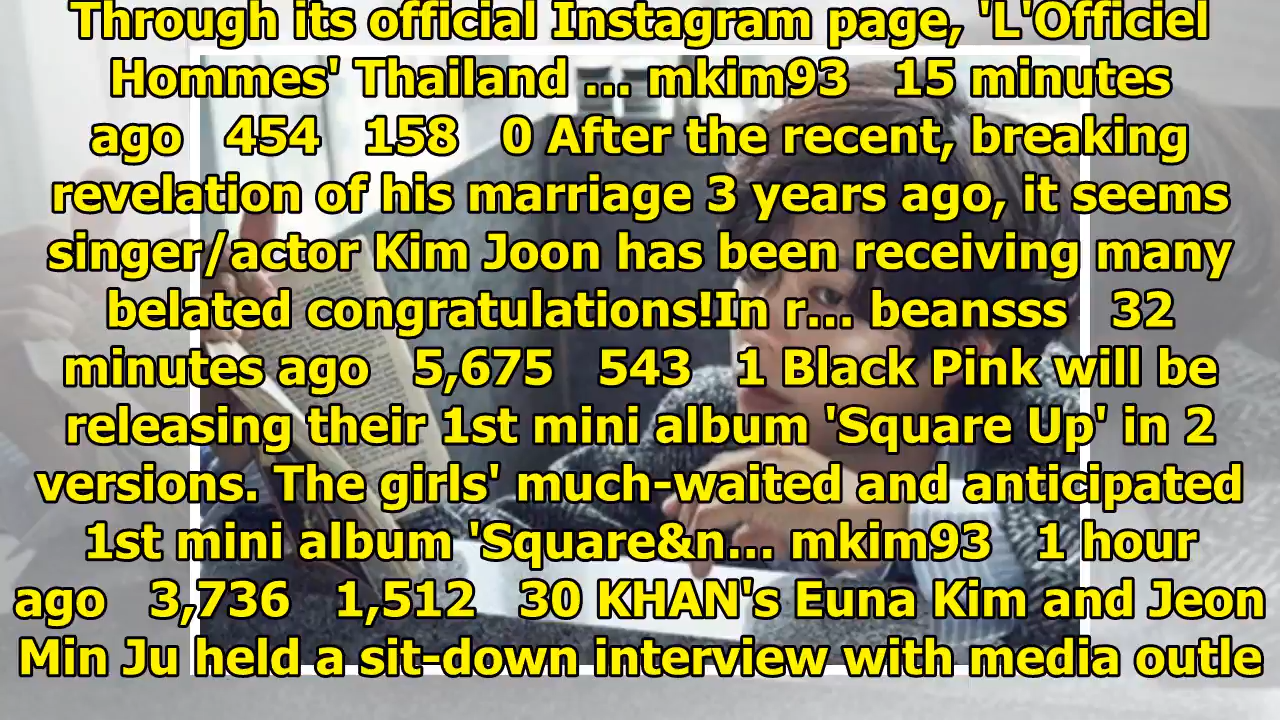 Through its official Instagram page, 'L'Officiel
Hommes' Thailand ... mkim93 15 minutes
ago 454 158 0 After the recent, breaking
revelation of his marriage 3 years ago, it seems
singer/actor Kim Joon has been receiving many
belated congratulations!In r... beansss 32
minutes ago 5,675 543 1 Black Pink will be
releasing their 1st mini album 'Square Up' in 2
versions. The girls' much-waited and anticipated
1st mini album 'Square&n... mkim93 1 hour
ago 3,736 1,512 30 KHAN's Euna Kim and Jeon
Min Ju held a sit-down interview with media outle